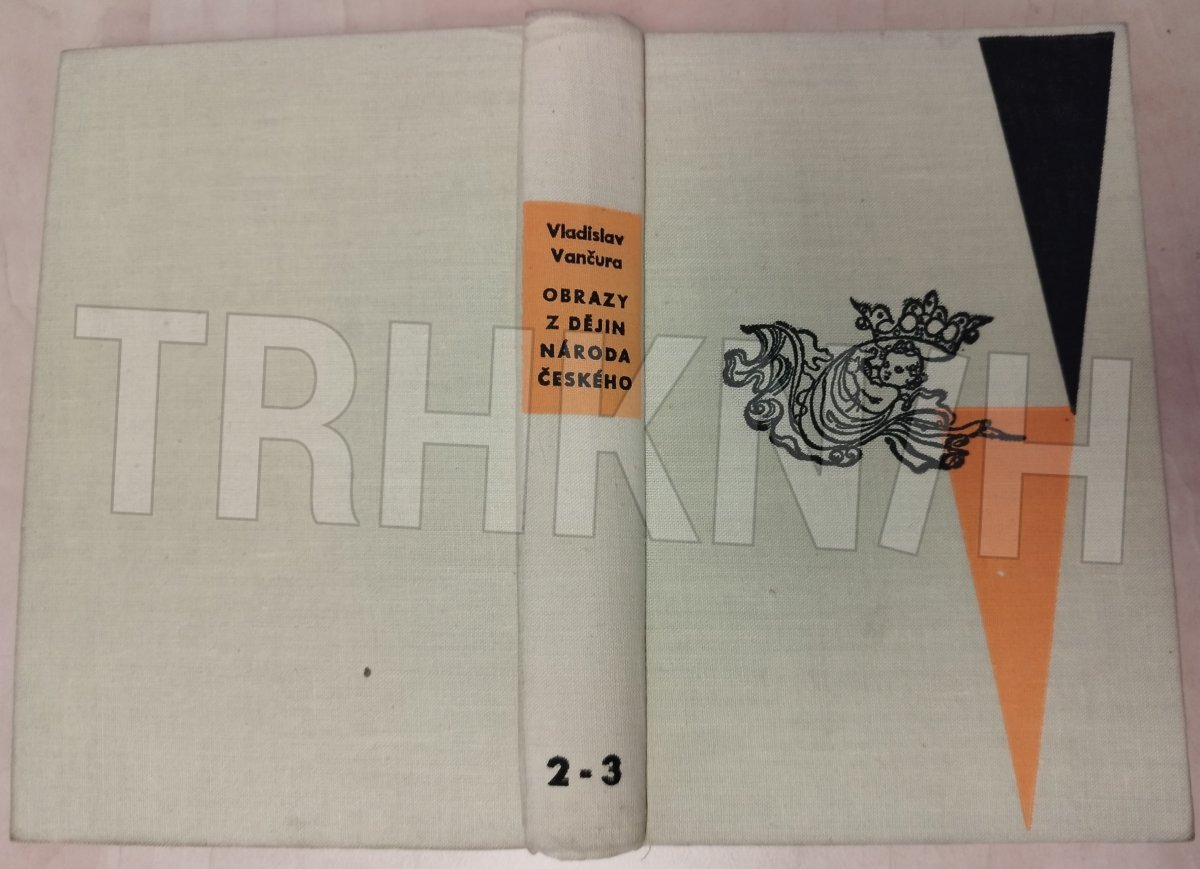 Vladislav
Vančura
OBRAZY
Z DĚJIN
NÁRODA
ČESKÉHO
2-3
TRHKNIH